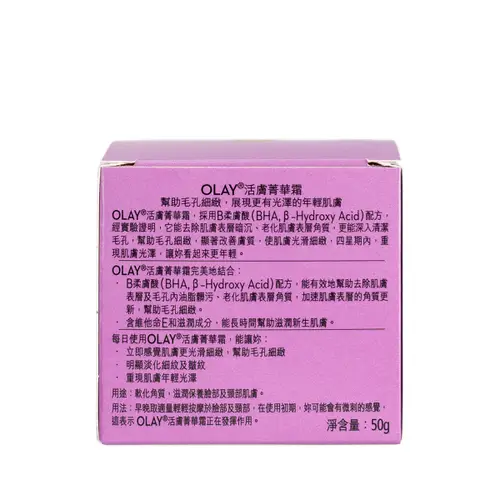 OLAY®活膚菁華霜
幫助毛孔細緻，展現更有光澤的年輕肌膚
OLAY®活膚菁華霜，採用B柔膚酸(BHA, β-Hydroxy Acid)配方，
經實驗證明，它能去除肌膚表層暗沉、老化肌膚表層角質，更能深入清潔
毛孔，幫助毛孔細緻，顯著改善膚質，使肌膚光滑細緻，四星期內，重
現肌膚光澤，讓妳看起來更年輕。
OLAY®活膚菁華霜完美地結合：
· B柔膚酸(BHA, β-Hydroxy Acid)配方，能有效地幫助去除肌膚
表層及毛孔內油脂髒污、老化肌膚表層角質，加速肌膚表層的角質更
新，幫助毛孔細緻。
· 含維他命E和滋潤成分，能長時間幫助滋潤新生肌膚。
每日使用OLAY®活膚菁華霜，能讓妳：
· 立即感覺肌膚更光滑細緻，幫助毛孔細緻
· 明顯淡化細紋及皺紋
· 重現肌膚年輕光澤
用途：軟化角質、滋潤保養臉部及頸部肌膚。
用法：早晚取適量輕輕按摩於臉部及頸部，在使用初期，妳可能會有微刺的感覺，
這表示 OLAY®活膚菁華霜正在發揮作用。
淨含量：50g